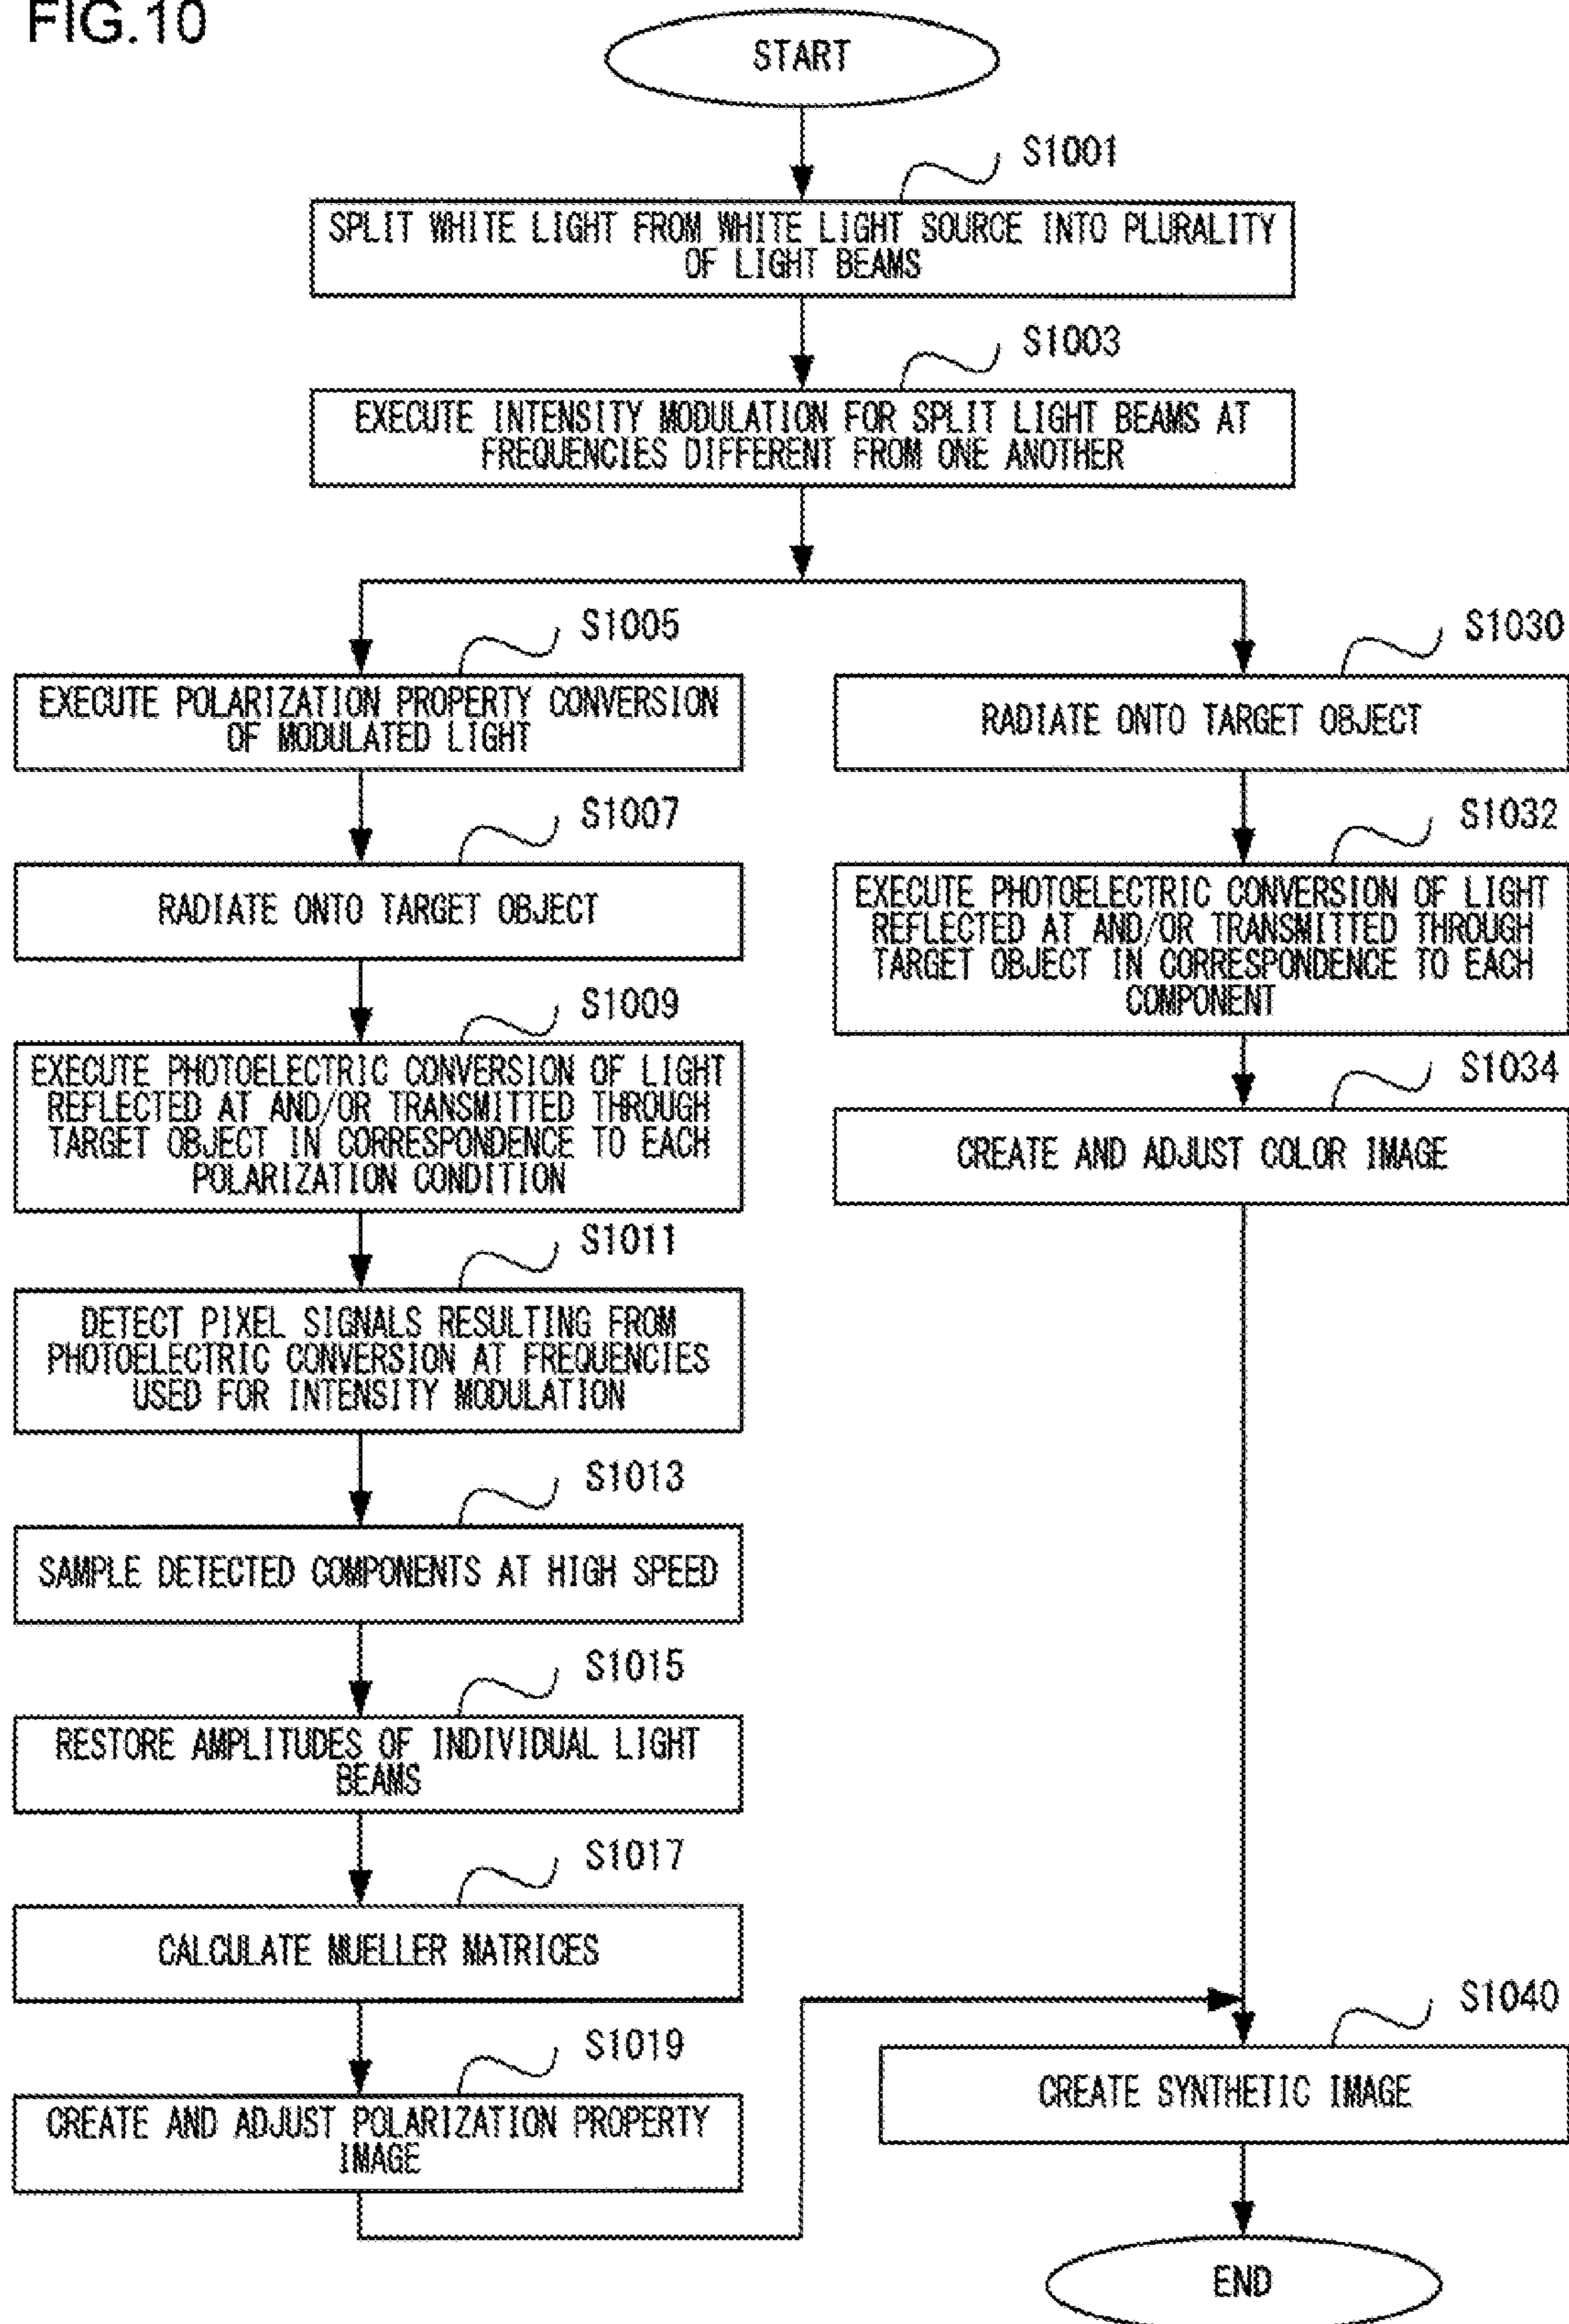 FIG.10
START
S1001
SPLIT WHITE LIGHT FROM WHITE LIGHT SOURCE INTO PLURALITY
OF LIGHT BEAMS
S1003
EXECUTE INTENSITY MODULATION FOR SPLIT LIGHT BEAMS AT
FREQUENCIES DIFFERENT FROM ONE ANOTHER
S1005
EXECUTE POLARIZATION PROPERTY CONVERSION
OF MODULATED LIGHT
S1007
RADIATE ONTO TARGET OBJECT
S1009
EXECUTE PHOTOELECTRIC CONVERSION OF LIGHT
REFLECTED AT AND/OR TRANSMITTED THROUGH
TARGET OBJECT IN CORRESPONDENCE TO EACH
POLARIZATION CONDITION
S1011
DETECT PIXEL SIGNALS RESULTING FROM
PHOTOELECTRIC CONVERSION AT FREQUENCIES
USED FOR INTENSITY MODULATION
S1013
SAMPLE DETECTED COMPONENTS AT HIGH SPEED
S1015
RESTORE AMPLITUDES OF INDIVIDUAL LIGHT
BEAMS
S1017
CALCULATE MUELLER MATRICES
S1019
CREATE AND ADJUST POLARIZATION PROPERTY
IMAGE
S1030
RADIATE ONTO TARGET OBJECT
S1032
EXECUTE PHOTOELECTRIC CONVERSION OF LIGHT
REFLECTED AT AND/OR TRANSMITTED THROUGH
TARGET OBJECT IN CORRESPONDENCE TO EACH
COMPONENT
S1034
CREATE AND ADJUST COLOR IMAGE
S1040
CREATE SYNTHETIC IMAGE
END